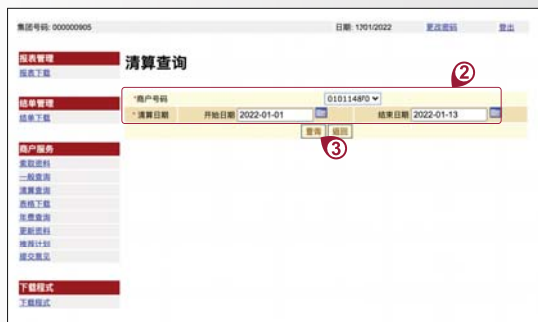 集团号码: 000000905 日期: 17/01/2022 更改密码 登出
报表管理
报表下载
结单管理
结单下载
商户服务
索取资料
一般查询
清算查询
表格下载
年费查询
更新资料
推荐计划
提交意见
下载程式
下载程式
清算查询
②
*商户号码 0101148F0
*清算日期 开始日期 2022-01-01 结束日期 2022-01-13
查询 返回
③